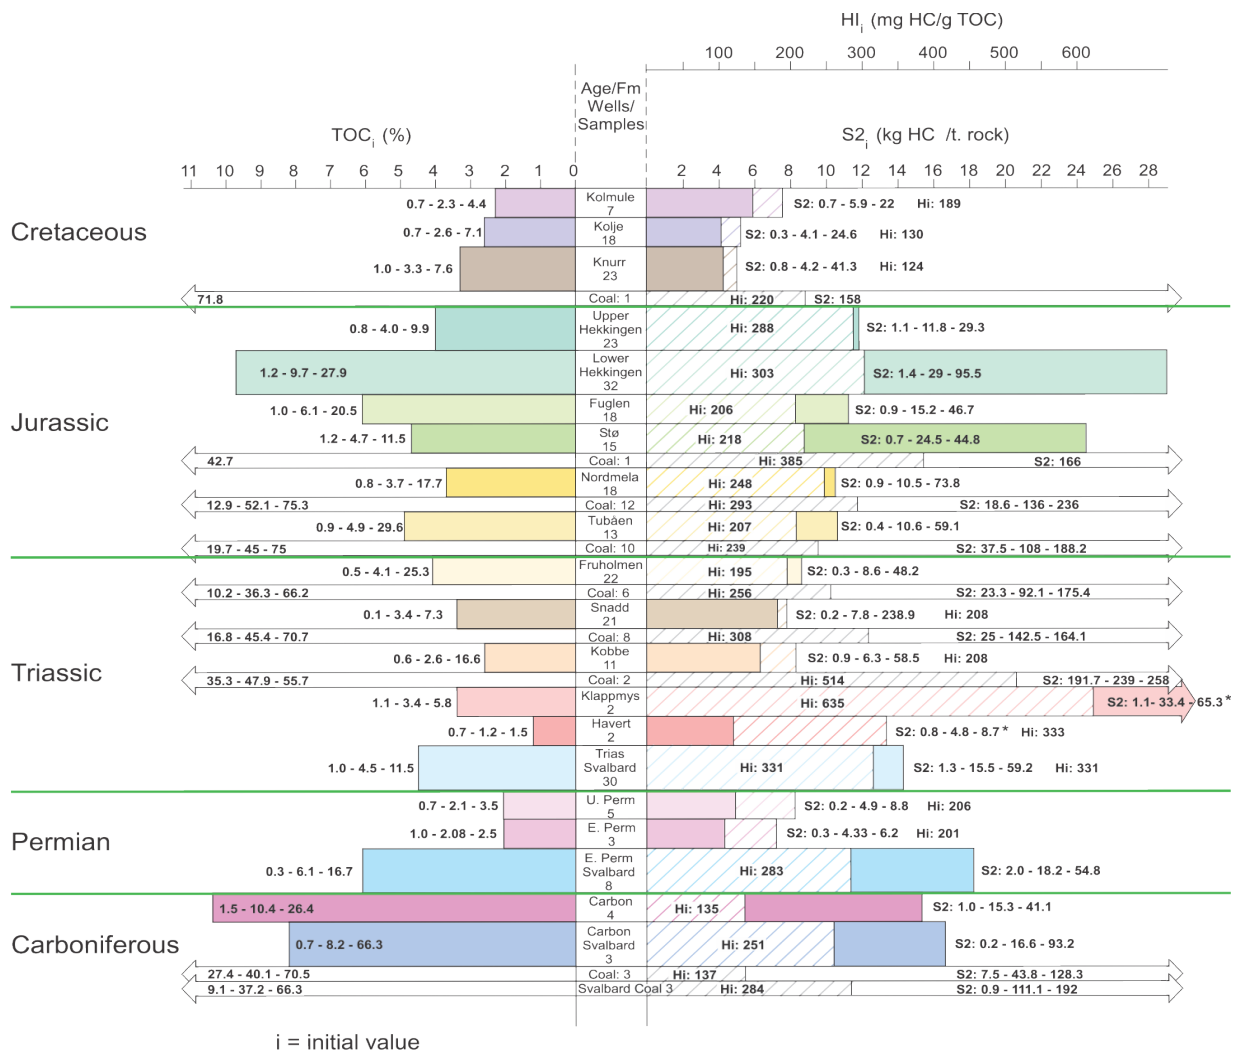 HIi (mg HC/g TOC)
100 200 300 400 500 600
Age/Fm
Wells/
Samples
TOCi (%)
S2i (kg HC /t. rock)
11 10 9 8 7 6 5 4 3 2 1 0
2 4 6 8 10 12 14 16 18 20 22 24 26 28
Cretaceous
0.7 - 2.3 - 4.4
Kolmule
7
S2: 0.7 - 5.9 - 22 Hi: 189
0.7 - 2.6 - 7.1
Kolje
18
S2: 0.3 - 4.1 - 24.6 Hi: 130
1.0 - 3.3 - 7.6
Knurr
23
S2: 0.8 - 4.2 - 41.3 Hi: 124
71.8 Coal: 1 Hi: 220 S2: 158
Jurassic
0.8 - 4.0 - 9.9
Upper
Hekkingen
23
Hi: 288 S2: 1.1 - 11.8 - 29.3
1.2 - 9.7 - 27.9
Lower
Hekkingen
32
Hi: 303 S2: 1.4 - 29 - 95.5
1.0 - 6.1 - 20.5
Fuglen
18
Hi: 206 S2: 0.9 - 15.2 - 46.7
1.2 - 4.7 - 11.5
Stø
15
Hi: 218 S2: 0.7 - 24.5 - 44.8
42.7 Coal: 1 Hi: 385 S2: 166
0.8 - 3.7 - 17.7
Nordmela
18
Hi: 248 S2: 0.9 - 10.5 - 73.8
12.9 - 52.1 - 75.3 Coal: 12 Hi: 293 S2: 18.6 - 136 - 236
0.9 - 4.9 - 29.6
Tubåen
13
Hi: 207 S2: 0.4 - 10.6 - 59.1
19.7 - 45 - 75 Coal: 10 Hi: 239 S2: 37.5 - 108 - 188.2
Triassic
0.5 - 4.1 - 25.3
Fruholmen
22
Hi: 195 S2: 0.3 - 8.6 - 48.2
10.2 - 36.3 - 66.2 Coal: 6 Hi: 256 S2: 23.3 - 92.1 - 175.4
0.1 - 3.4 - 7.3
Snadd
21
S2: 0.2 - 7.8 - 238.9 Hi: 208
16.8 - 45.4 - 70.7 Coal: 8 Hi: 308 S2: 25 - 142.5 - 164.1
0.6 - 2.6 - 16.6
Kobbe
11
S2: 0.9 - 6.3 - 58.5 Hi: 208
35.3 - 47.9 - 55.7 Coal: 2 Hi: 514 S2: 191.7 - 239 - 258
1.1 - 3.4 - 5.8
Klappmys
2
Hi: 635 S2: 1.1- 33.4 - 65.3 *
0.7 - 1.2 - 1.5
Havert
2
S2: 0.8 - 4.8 - 8.7 * Hi: 333
1.0 - 4.5 - 11.5
Trias
Svalbard
30
Hi: 331 S2: 1.3 - 15.5 - 59.2 Hi: 331
Permian
0.7 - 2.1 - 3.5
U. Perm
5
S2: 0.2 - 4.9 - 8.8 Hi: 206
1.0 - 2.08 - 2.5
E. Perm
3
S2: 0.3 - 4.33 - 6.2 Hi: 201
0.3 - 6.1 - 16.7
E. Perm
Svalbard
8
Hi: 283 S2: 2.0 - 18.2 - 54.8
Carboniferous
1.5 - 10.4 - 26.4
Carbon
4
Hi: 135 S2: 1.0 - 15.3 - 41.1
0.7 - 8.2 - 66.3
Carbon
Svalbard
3
Hi: 251 S2: 0.2 - 16.6 - 93.2
27.4 - 40.1 - 70.5 Coal: 3 Hi: 137 S2: 7.5 - 43.8 - 128.3
9.1 - 37.2 - 66.3 Svalbard Coal 3 Hi: 284 S2: 0.9 - 111.1 - 192
i = initial value